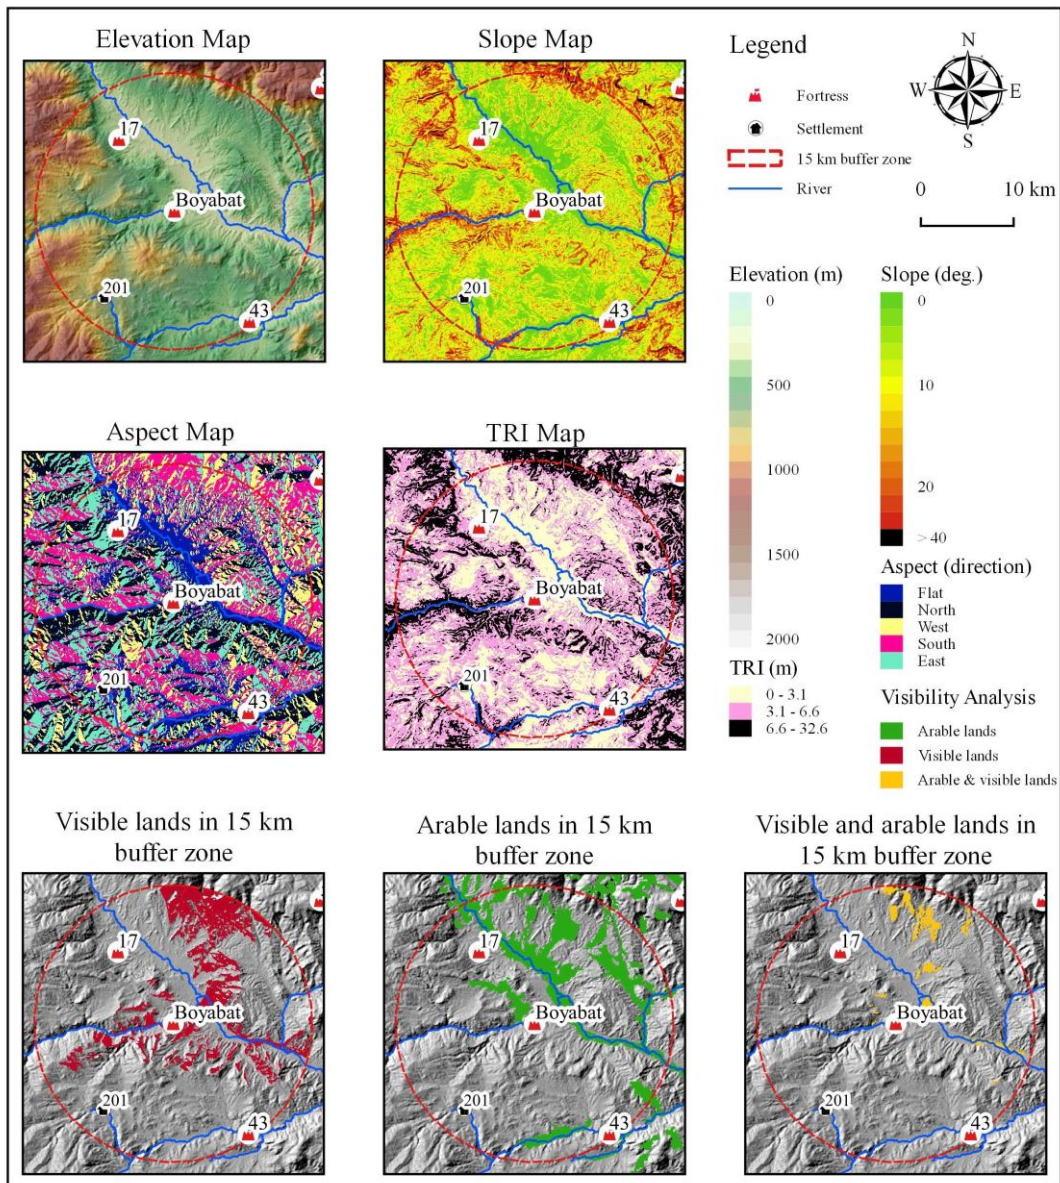 Elevation Map
17
Boyabat
201
43
Slope Map
17
Boyabat
201
43
Legend
Fortress
Settlement
15 km buffer zone
River
N
W E
S
0 10 km
Elevation (m)
0
500
1000
1500
2000
Slope (deg.)
0
10
20
> 40
Aspect Map
17
Boyabat
201
43
TRI Map
17
Boyabat
201
43
TRI (m)
0 - 3.1
3.1 - 6.6
6.6 - 32.6
Aspect (direction)
Flat
North
West
South
East
Visibility Analysis
Arable lands
Visible lands
Arable & visible lands
Visible lands in 15 km
buffer zone
17
Boyabat
201
43
Arable lands in 15 km
buffer zone
17
Boyabat
201
43
Visible and arable lands in
15 km buffer zone
17
Boyabat
201
43